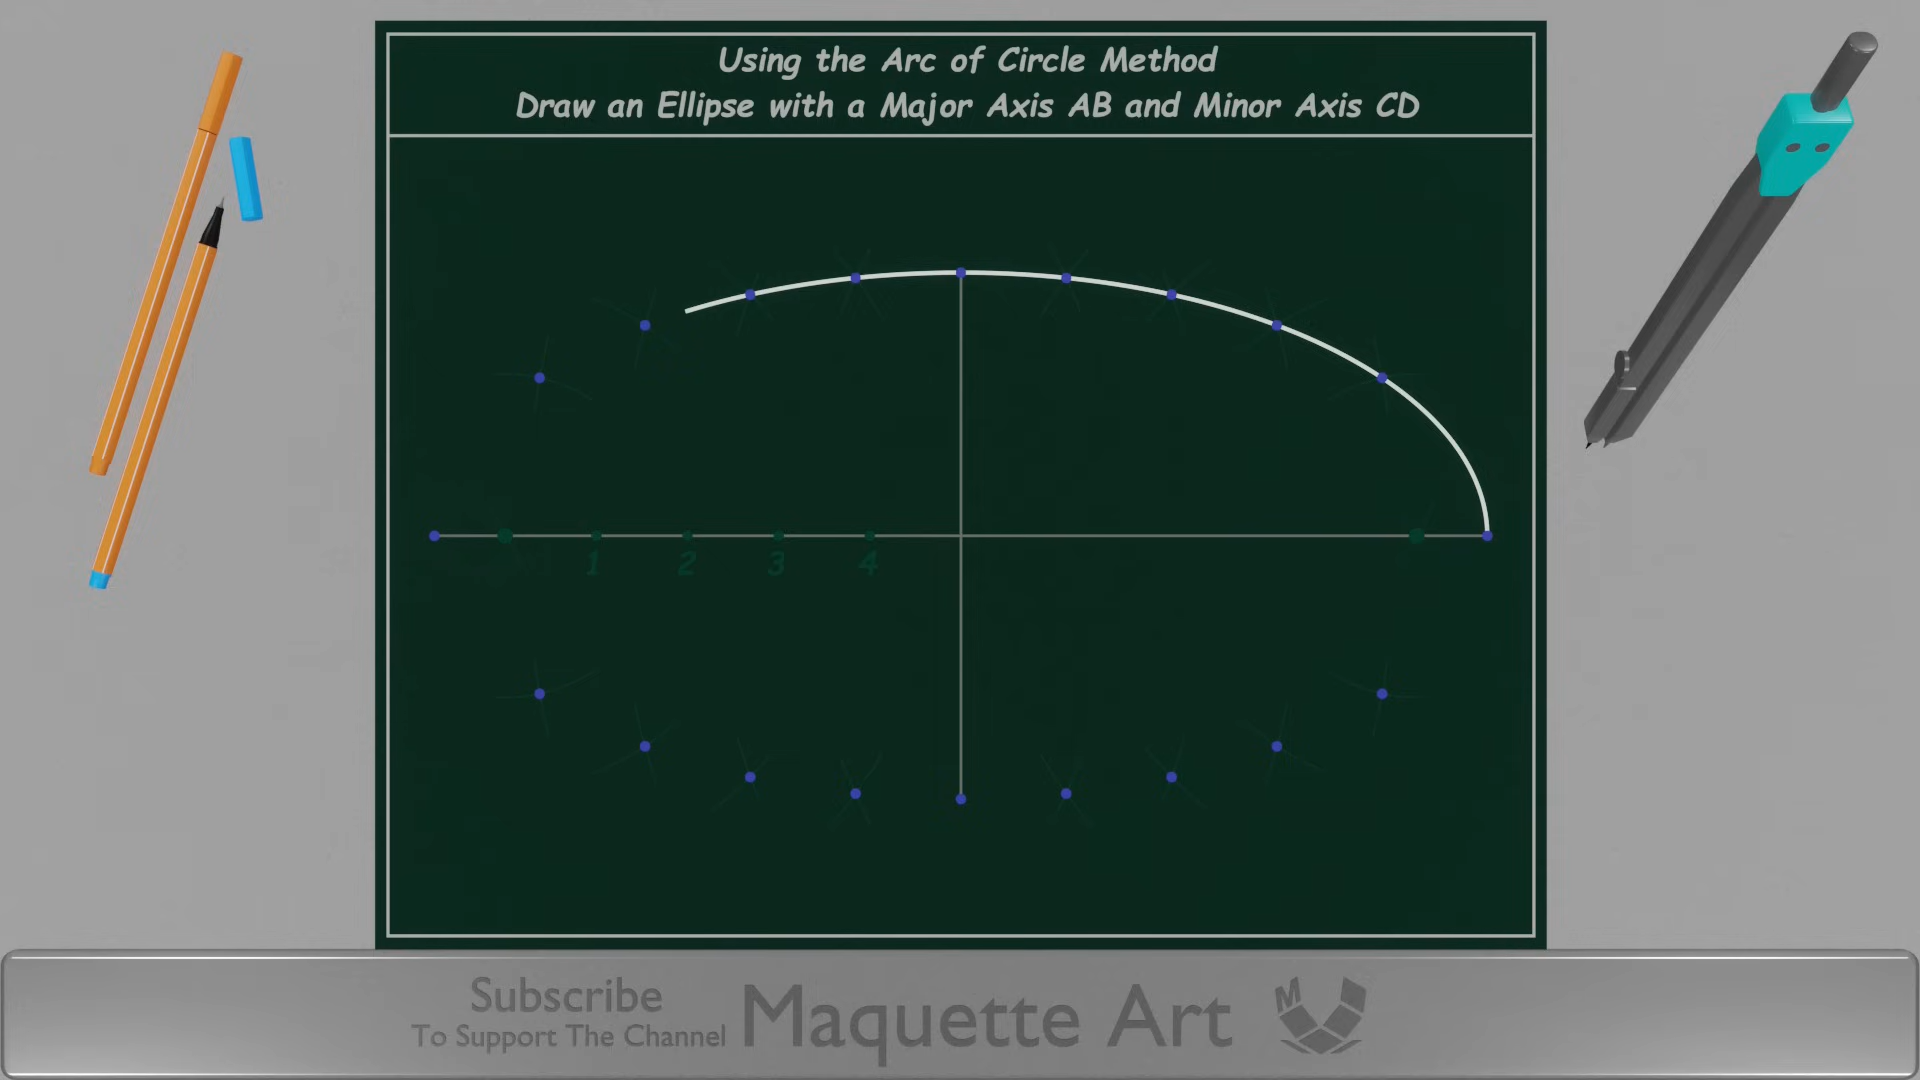 Using the Arc of Circle Method
Draw an Ellipse with a Major Axis AB and Minor Axis CD
1 2 3 4
Subscribe
To Support The Channel
Maquette Art
M